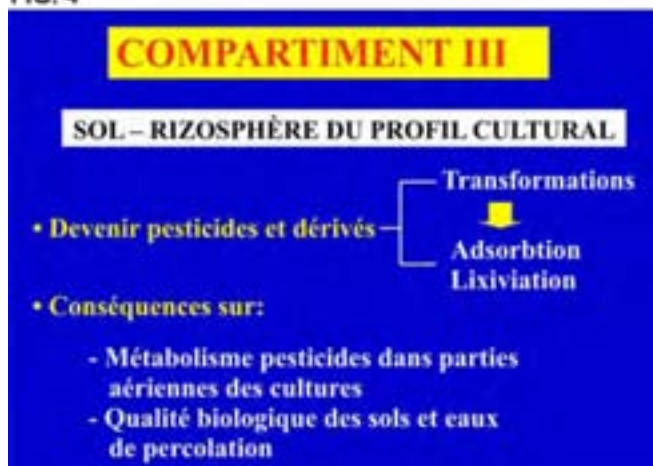 COMPARTIMENT III
SOL – RIZOSPHÈRE DU PROFIL CULTURAL
Transformations
• Devenir pesticides et dérivés
Adsorbtion
Lixiviation
• Conséquences sur:
- Métabolisme pesticides dans parties
aériennes des cultures
- Qualité biologique des sols et eaux
de percolation